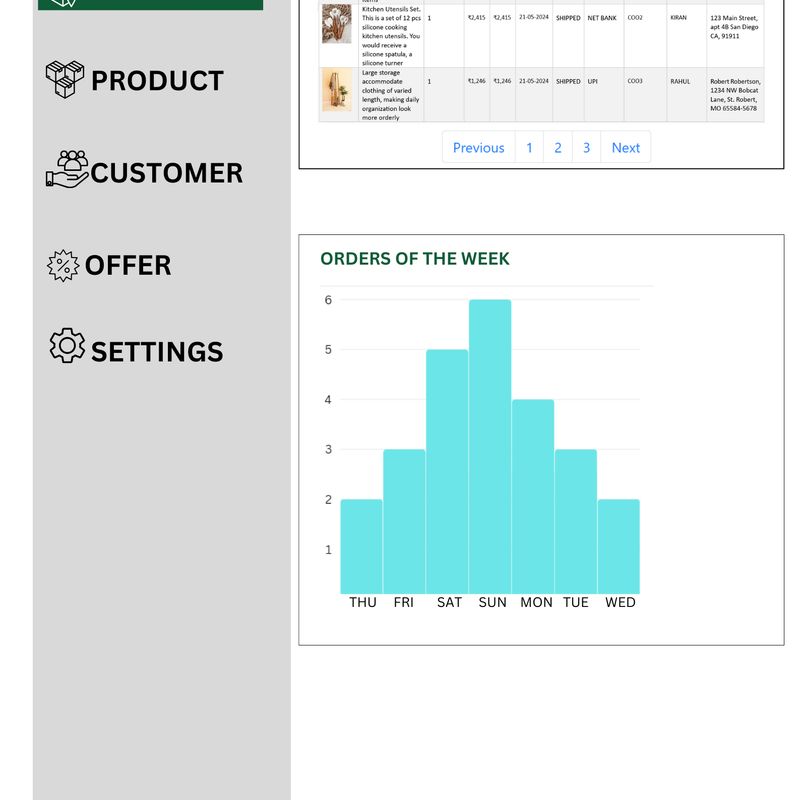 items
Kitchen Utensils Set.
This is a set of 12 pcs
silicone cooking
kitchen utensils. You
would receive a
silicone spatula, a
silicone turner
1
₹2,415
₹2,415
21-05-2024
SHIPPED
NET BANK
COO2
KIRAN
123 Main Street,
apt 4B San Diego
CA, 91911
Large storage
accommodate
clothing of varied
length, making daily
organization look
more orderly
1
₹1,246
₹1,246
21-05-2024
SHIPPED
UPI
COO3
RAHUL
Robert Robertson,
1234 NW Bobcat
Lane, St. Robert,
MO 65584-5678
Previous 1 2 3 Next
PRODUCT
CUSTOMER
OFFER
SETTINGS
ORDERS OF THE WEEK
6
5
4
3
2
1
THU FRI SAT SUN MON TUE WED